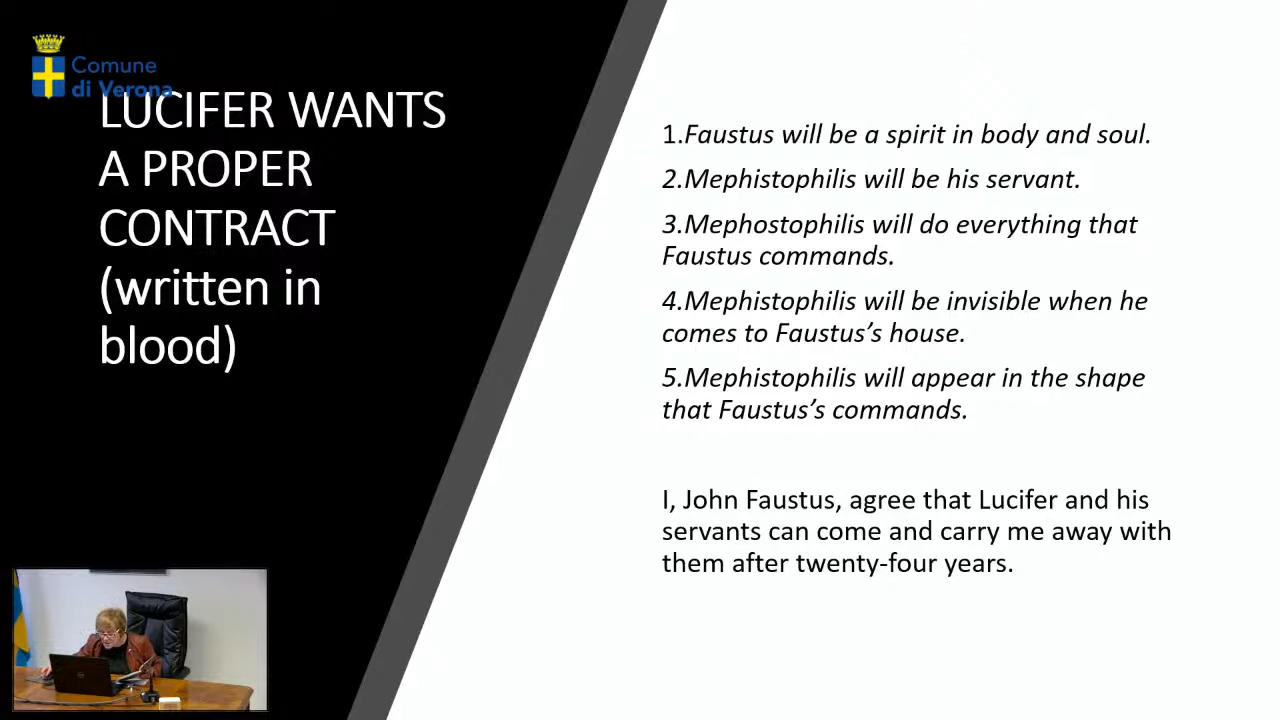 Comune
di Verona
LUCIFER WANTS
A PROPER
CONTRACT
(written in
blood)
1.Faustus will be a spirit in body and soul.
2.Mephistophilis will be his servant.
3.Mephostophilis will do everything that
Faustus commands.
4.Mephistophilis will be invisible when he
comes to Faustus’s house.
5.Mephistophilis will appear in the shape
that Faustus’s commands.
I, John Faustus, agree that Lucifer and his
servants can come and carry me away with
them after twenty-four years.